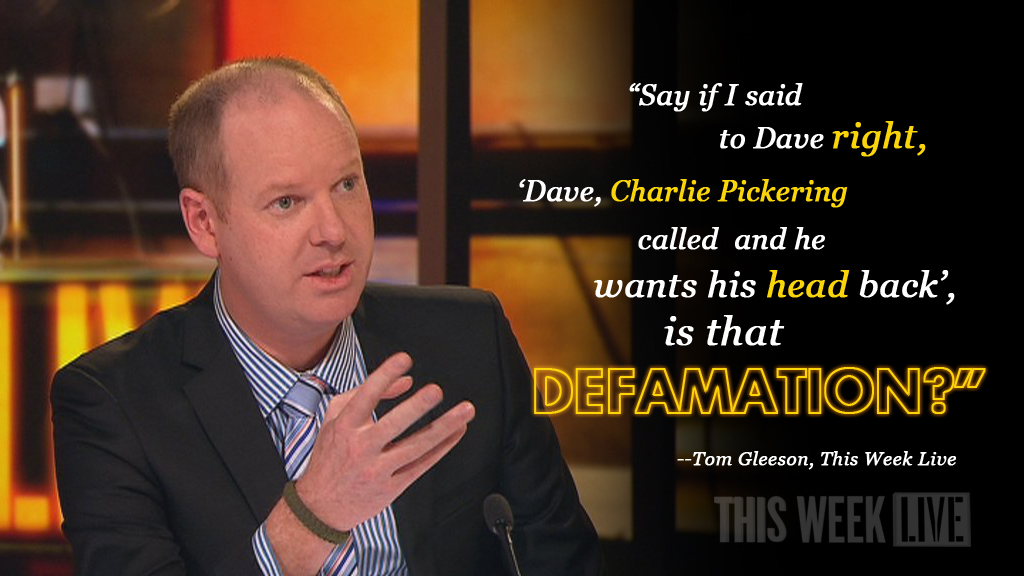 “Say if I said
to Dave right,
‘Dave, Charlie Pickering
called and he
wants his head back’,
is that
DEFAMATION?”
--Tom Gleeson, This Week Live
THIS WEEK LIVE